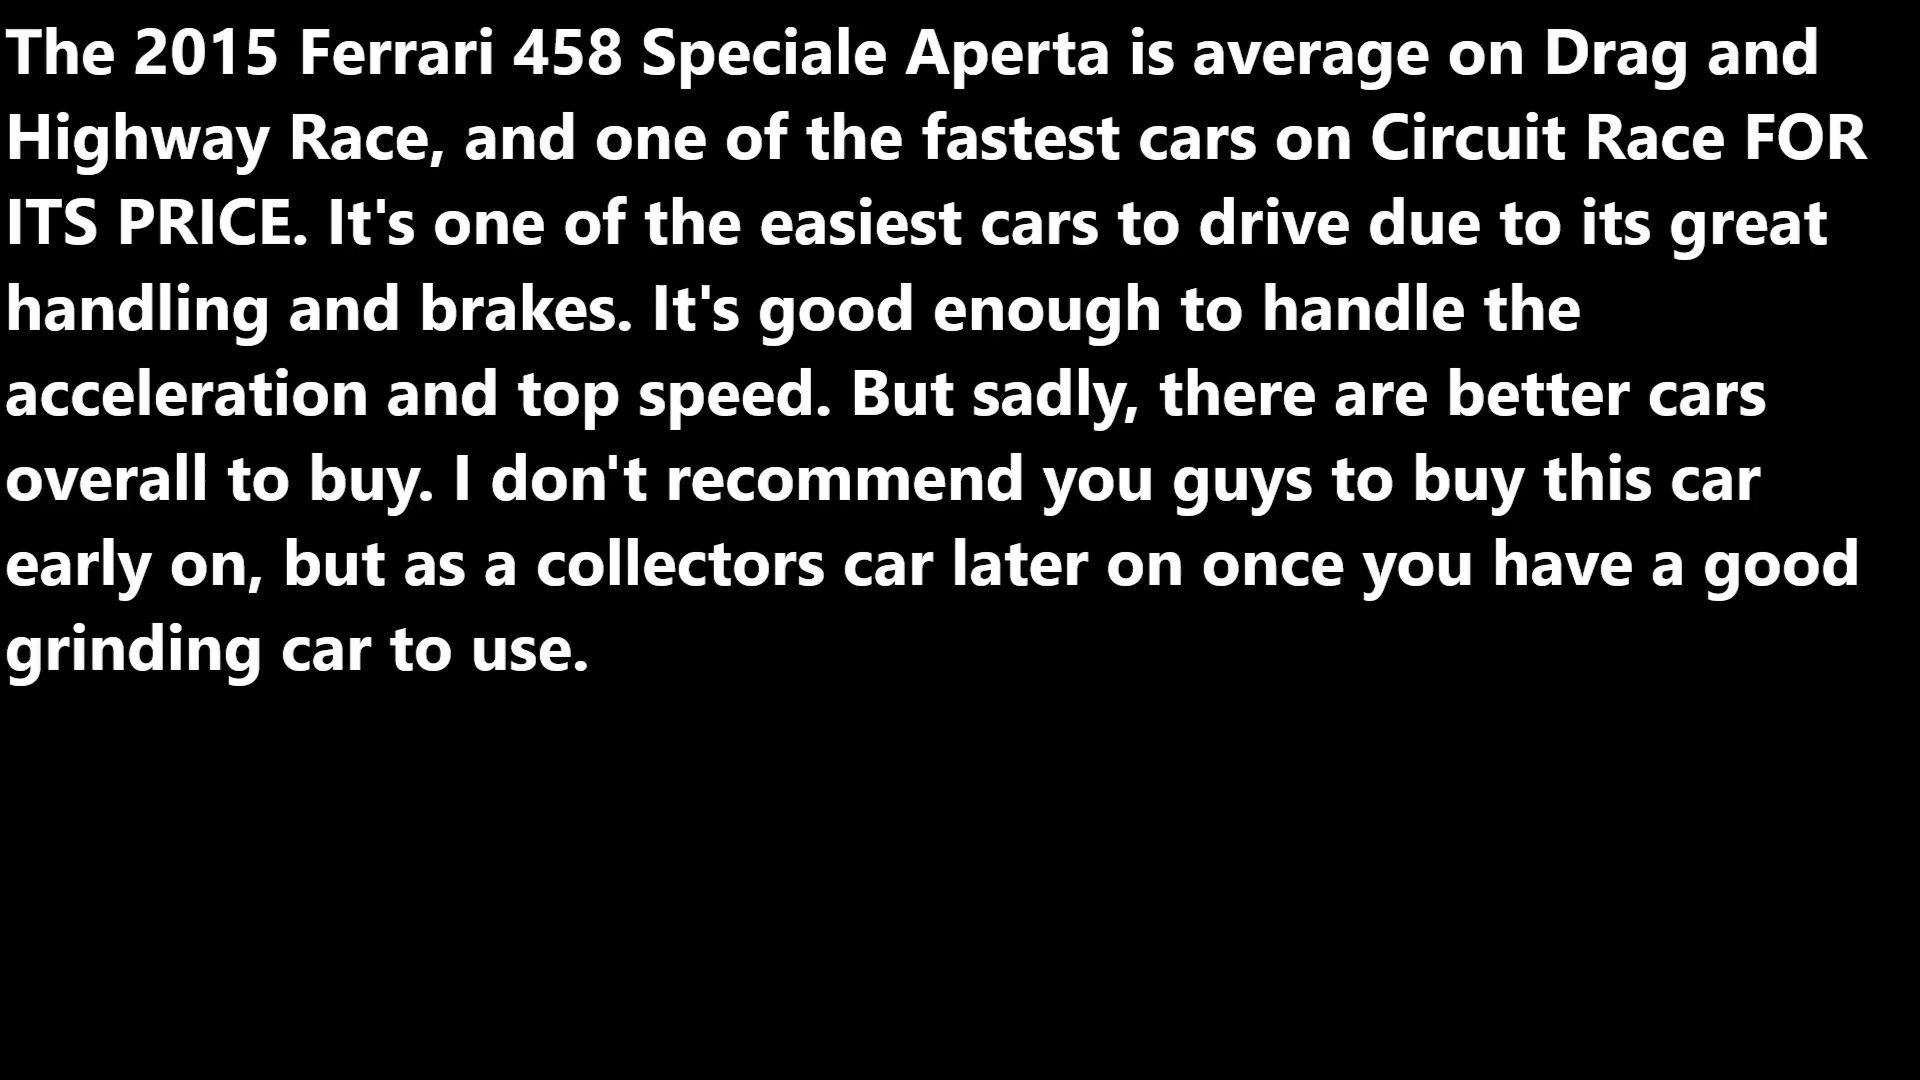 The 2015 Ferrari 458 Speciale Aperta is average on Drag and
Highway Race, and one of the fastest cars on Circuit Race FOR
ITS PRICE. It's one of the easiest cars to drive due to its great
handling and brakes. It's good enough to handle the
acceleration and top speed. But sadly, there are better cars
overall to buy. I don't recommend you guys to buy this car
early on, but as a collectors car later on once you have a good
grinding car to use.